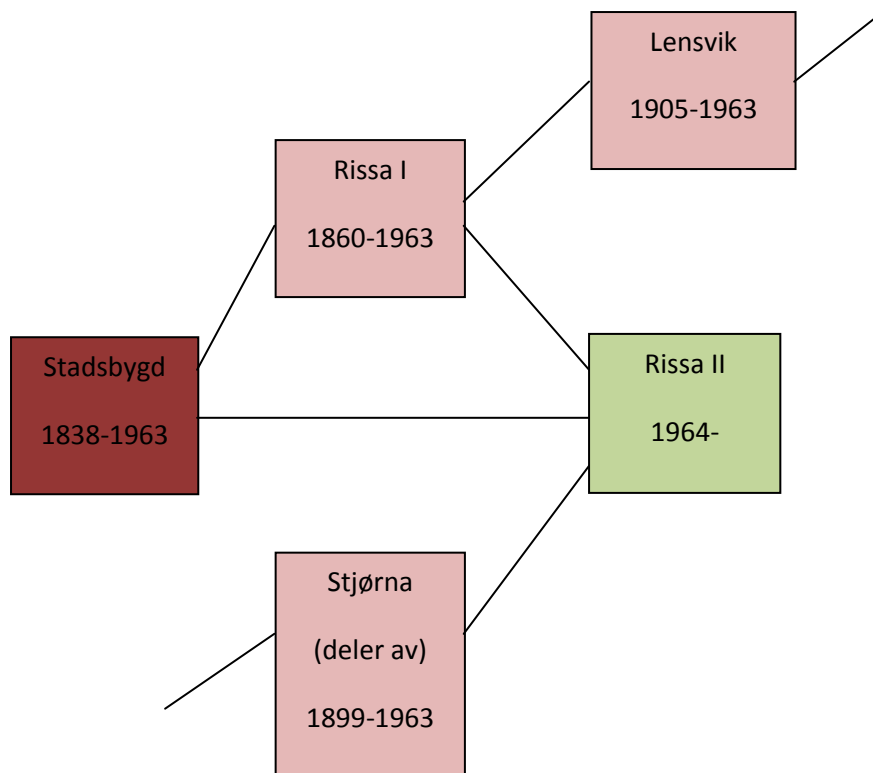 Lensvik
1905-1963
Rissa I
1860-1963
Stadsbygd
1838-1963
Rissa II
1964-
Stjørna
(deler av)
1899-1963